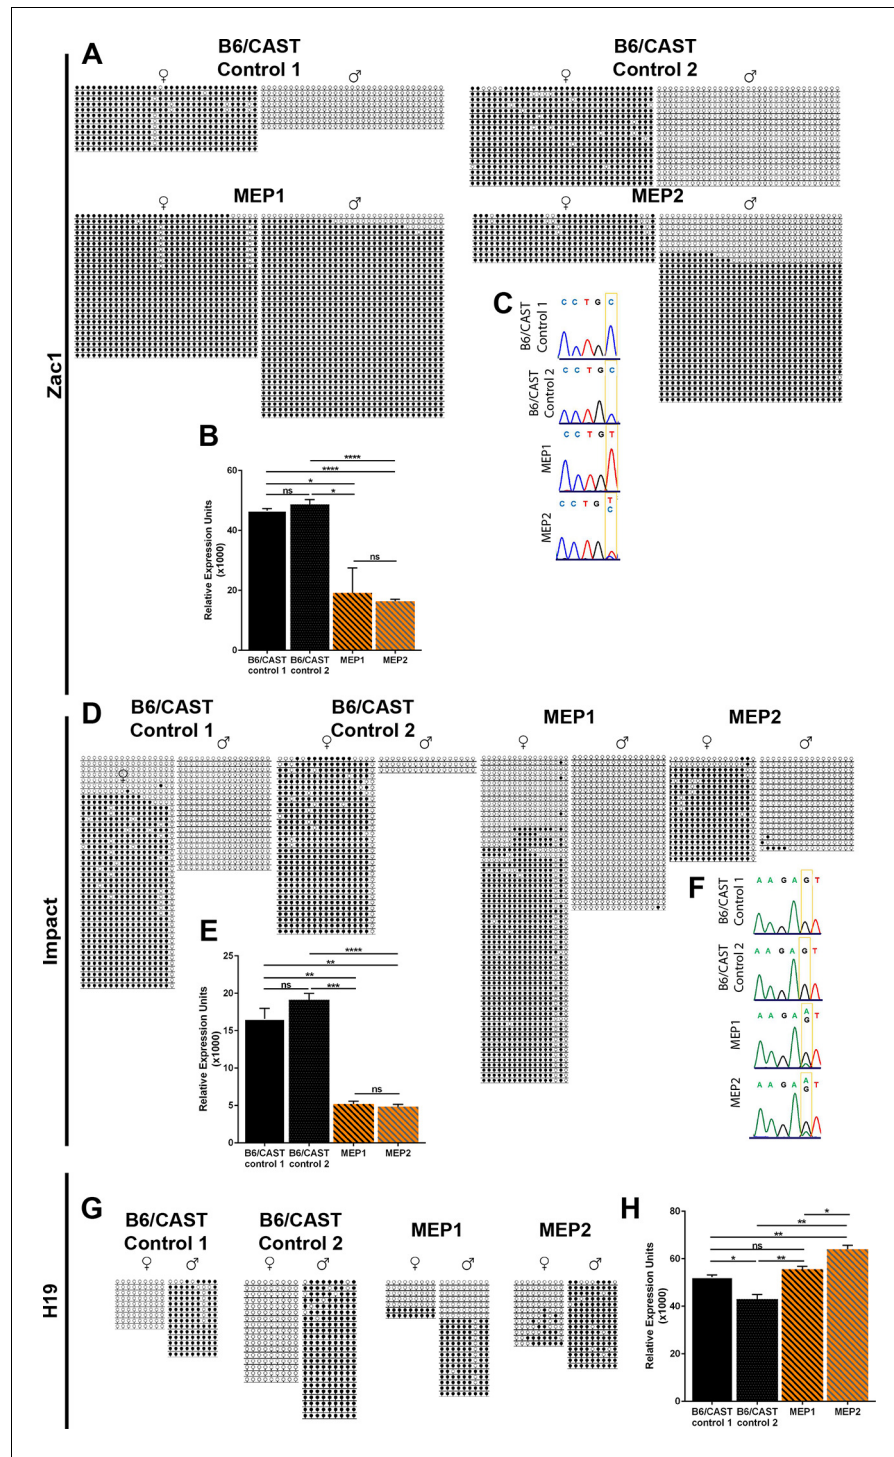 Zac1
A
B6/CAST
Control 1
♀ ♂
B6/CAST
Control 2
♀ ♂
MEP1
♀ ♂
MEP2
♀ ♂
B
Relative Expression Units
(x1000)
60
40
20
0
****
****
*
ns *
ns
B6/CAST
control 1
B6/CAST
control 2
MEP1
MEP2
C
B6/CAST
Control 1
C C T G C
B6/CAST
Control 2
C C T G C
MEP1
C C T G T
MEP2
C C T G T
C
Impact
D
B6/CAST
Control 1
♀ ♂
B6/CAST
Control 2
♀ ♂
MEP1
♀ ♂
MEP2
♀ ♂
E
Relative Expression Units
(x1000)
25
20
15
10
5
0
****
**
**
ns ***
ns
B6/CAST
control 1
B6/CAST
control 2
MEP1
MEP2
F
B6/CAST
Control 1
A A G A G T
B6/CAST
Control 2
A A G A G T
MEP1
A A G A A T
G
MEP2
A A G A A T
G
H19
G
B6/CAST
Control 1
♀ ♂
B6/CAST
Control 2
♀ ♂
MEP1
♀ ♂
MEP2
♀ ♂
H
Relative Expression Units
(x1000)
80
60
40
20
0
*
**
**
ns
* **
B6/CAST
control 1
B6/CAST
control 2
MEP1
MEP2